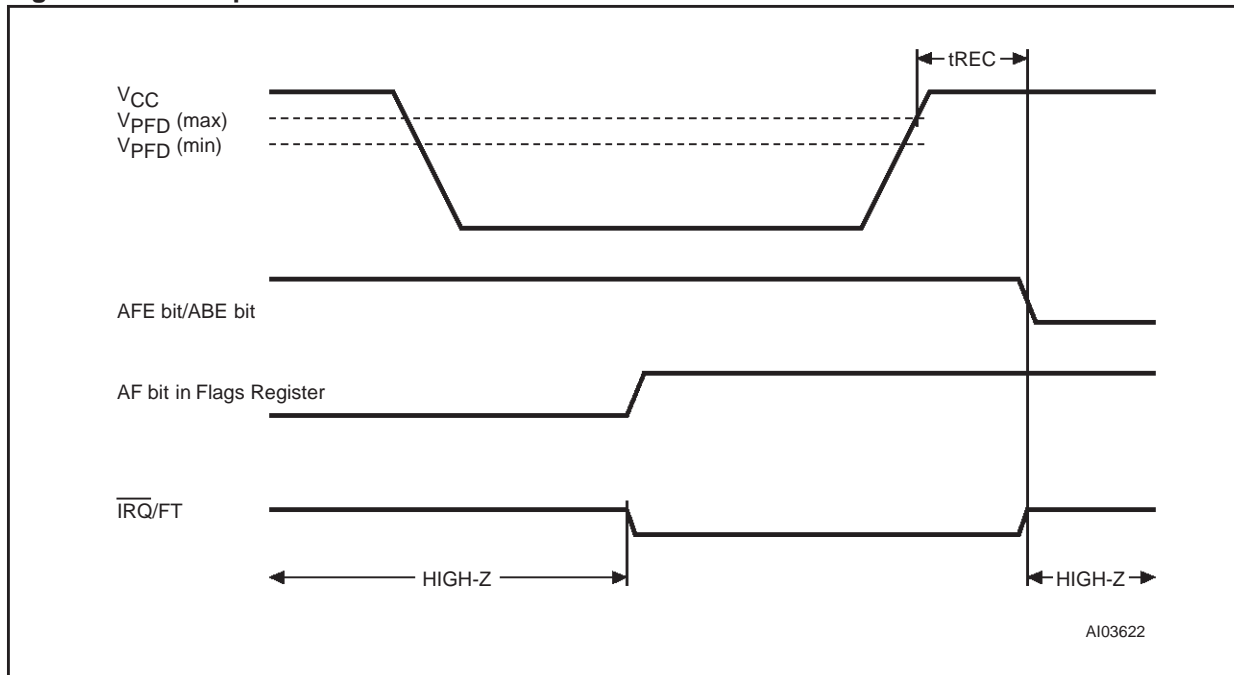 tREC
VCC
VPFD (max)
VPFD (min)
AFE bit/ABE bit
AF bit in Flags Register
IRQ/FT
HIGH-Z
HIGH-Z
AI03622